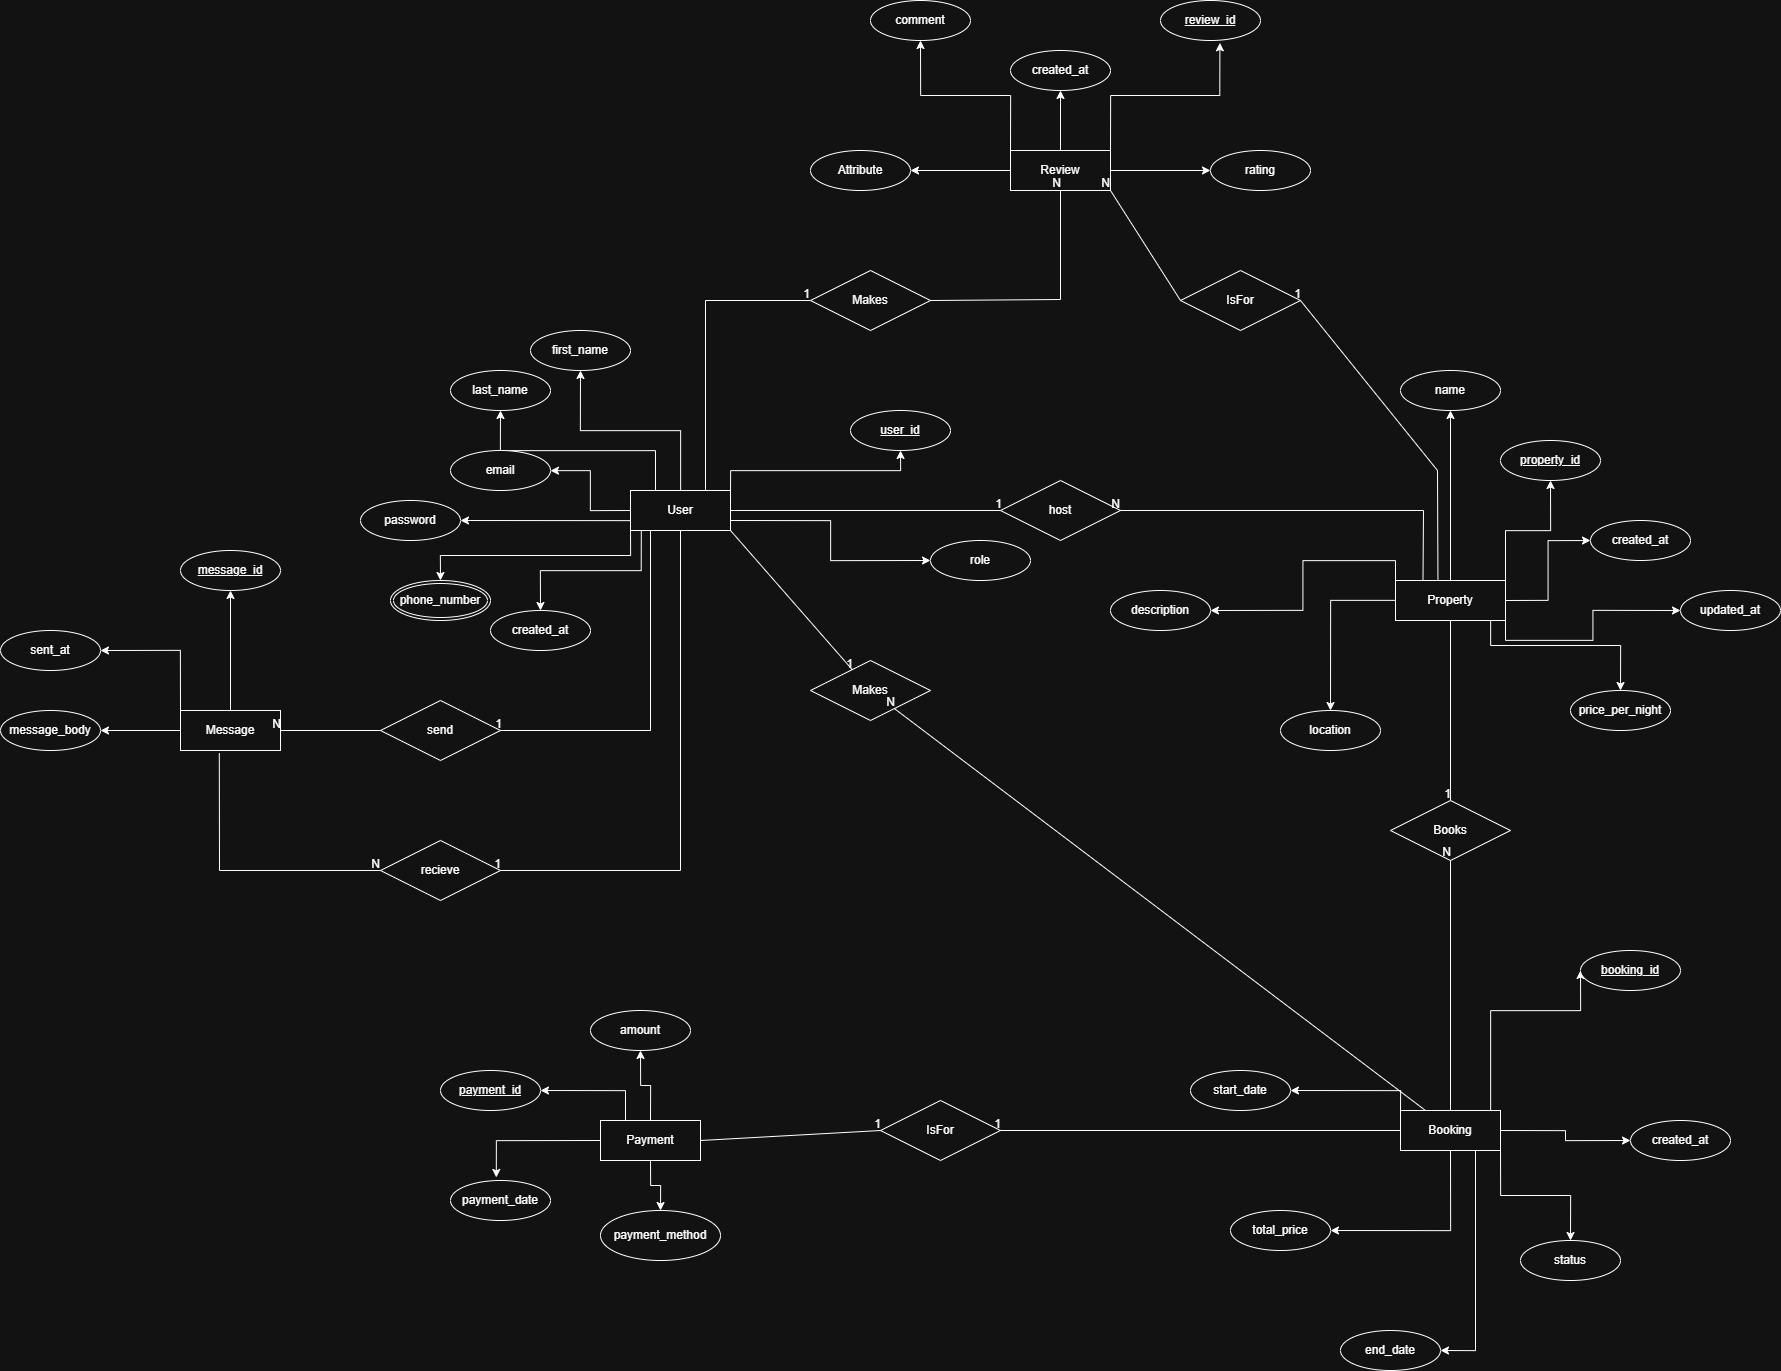 comment
review_id
created_at
Attribute
Review
rating
N
N
Makes
1
IsFor
1
first_name
last_name
name
user_id
email
property_id
password
User
1
host
N
created_at
role
message_id
phone_number
created_at
description
Property
updated_at
sent_at
1
Makes
N
price_per_night
message_body
Message
N
send
1
location
1
Books
N
N
recieve
1
booking_id
amount
payment_id
start_date
Payment
1
IsFor
1
Booking
created_at
payment_date
payment_method
total_price
status
end_date